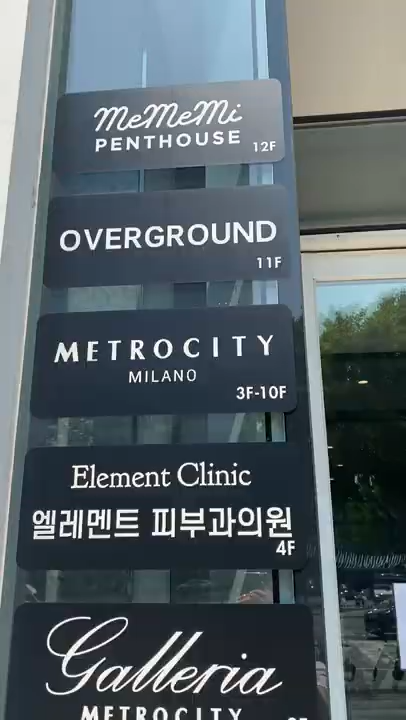 MeMeMi
PENTHOUSE
12F
OVERGROUND
11F
METROCITY
MILANO
3F-10F
Element Clinic
엘레멘트 피부과의원
4F
Galleria
METROCITY